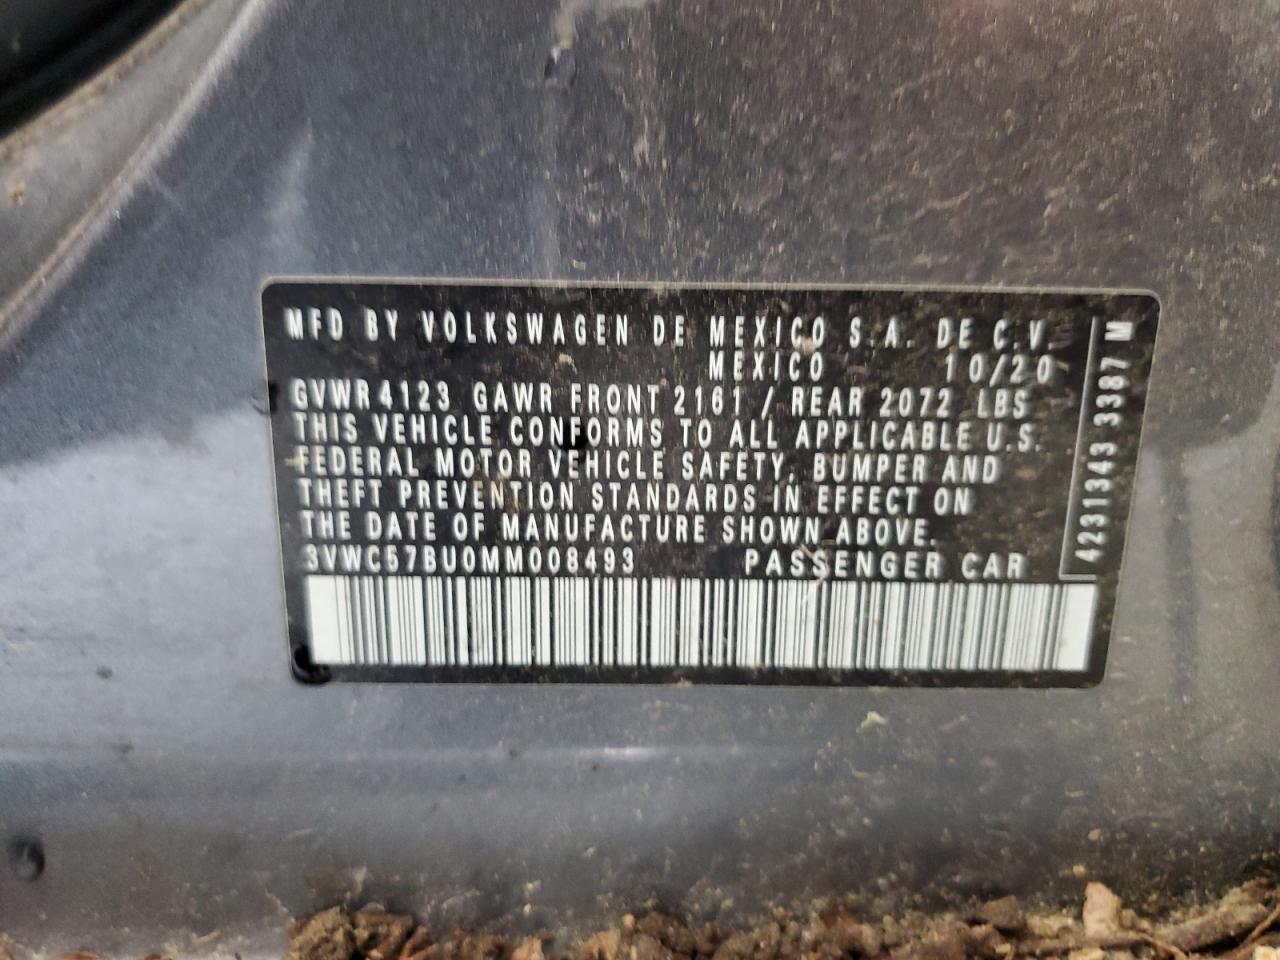 MFD BY VOLKSWAGEN DE MEXICO S.A. DE C.V.
MEXICO 10/20
GVWR 4123 GAWR FRONT 2161 / REAR 2072 LBS
THIS VEHICLE CONFORMS TO ALL APPLICABLE U.S.
FEDERAL MOTOR VEHICLE SAFETY, BUMPER AND
THEFT PREVENTION STANDARDS IN EFFECT ON
THE DATE OF MANUFACTURE SHOWN ABOVE.
3VWC57BU0MM008493 PASSENGER CAR
4231343 3387 M